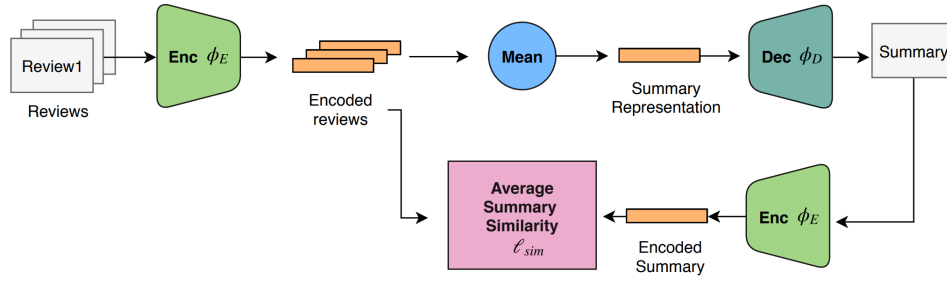 Review1
Reviews
Enc ϕE
Encoded
reviews
Mean
Summary
Representation
Dec ϕD
Summary
Average
Summary
Similarity
ℓ sim
Encoded
Summary
Enc ϕE